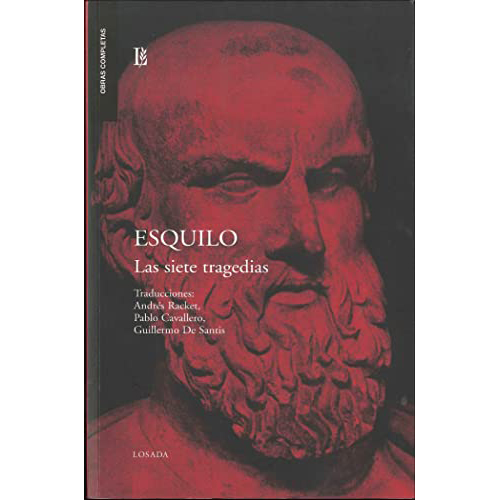 OBRAS COMPLETAS
ESQUILO
Las siete tragedias
Traducciones:
Andrés Racket,
Pablo Cavallero,
Guillermo De Santis
LOSADA